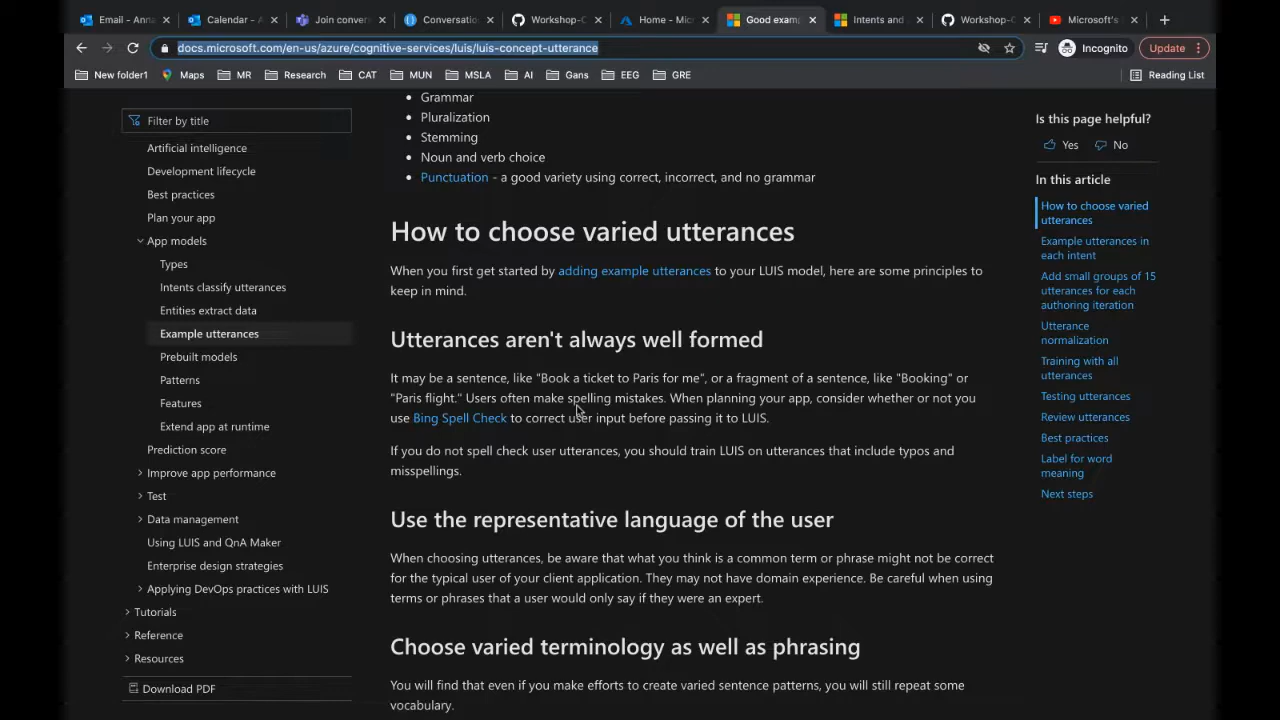 Email - Anna
Calendar - A
Join conver
Conversatio
Workshop-C
Home - Mic
Good examp
Intents and
Workshop-C
Microsoft's
docs.microsoft.com/en-us/azure/cognitive-services/luis/luis-concept-utterance
Incognito
Update
New folder1
Maps
MR
Research
CAT
MUN
MSLA
AI
Gans
EEG
GRE
Reading List
Filter by title
Artificial intelligence
Development lifecycle
Best practices
Plan your app
App models
Types
Intents classify utterances
Entities extract data
Example utterances
Prebuilt models
Patterns
Features
Extend app at runtime
Prediction score
Improve app performance
Test
Data management
Using LUIS and QnA Maker
Enterprise design strategies
Applying DevOps practices with LUIS
Tutorials
Reference
Resources
Download PDF
• Grammar
• Pluralization
• Stemming
• Noun and verb choice
• Punctuation - a good variety using correct, incorrect, and no grammar
How to choose varied utterances
When you first get started by adding example utterances to your LUIS model, here are some principles to
keep in mind.
Utterances aren't always well formed
It may be a sentence, like "Book a ticket to Paris for me", or a fragment of a sentence, like "Booking" or
"Paris flight." Users often make spelling mistakes. When planning your app, consider whether or not you
use Bing Spell Check to correct user input before passing it to LUIS.
If you do not spell check user utterances, you should train LUIS on utterances that include typos and
misspellings.
Use the representative language of the user
When choosing utterances, be aware that what you think is a common term or phrase might not be correct
for the typical user of your client application. They may not have domain experience. Be careful when using
terms or phrases that a user would only say if they were an expert.
Choose varied terminology as well as phrasing
You will find that even if you make efforts to create varied sentence patterns, you will still repeat some
vocabulary.
Is this page helpful?
Yes
No
In this article
How to choose varied
utterances
Example utterances in
each intent
Add small groups of 15
utterances for each
authoring iteration
Utterance
normalization
Training with all
utterances
Testing utterances
Review utterances
Best practices
Label for word
meaning
Next steps